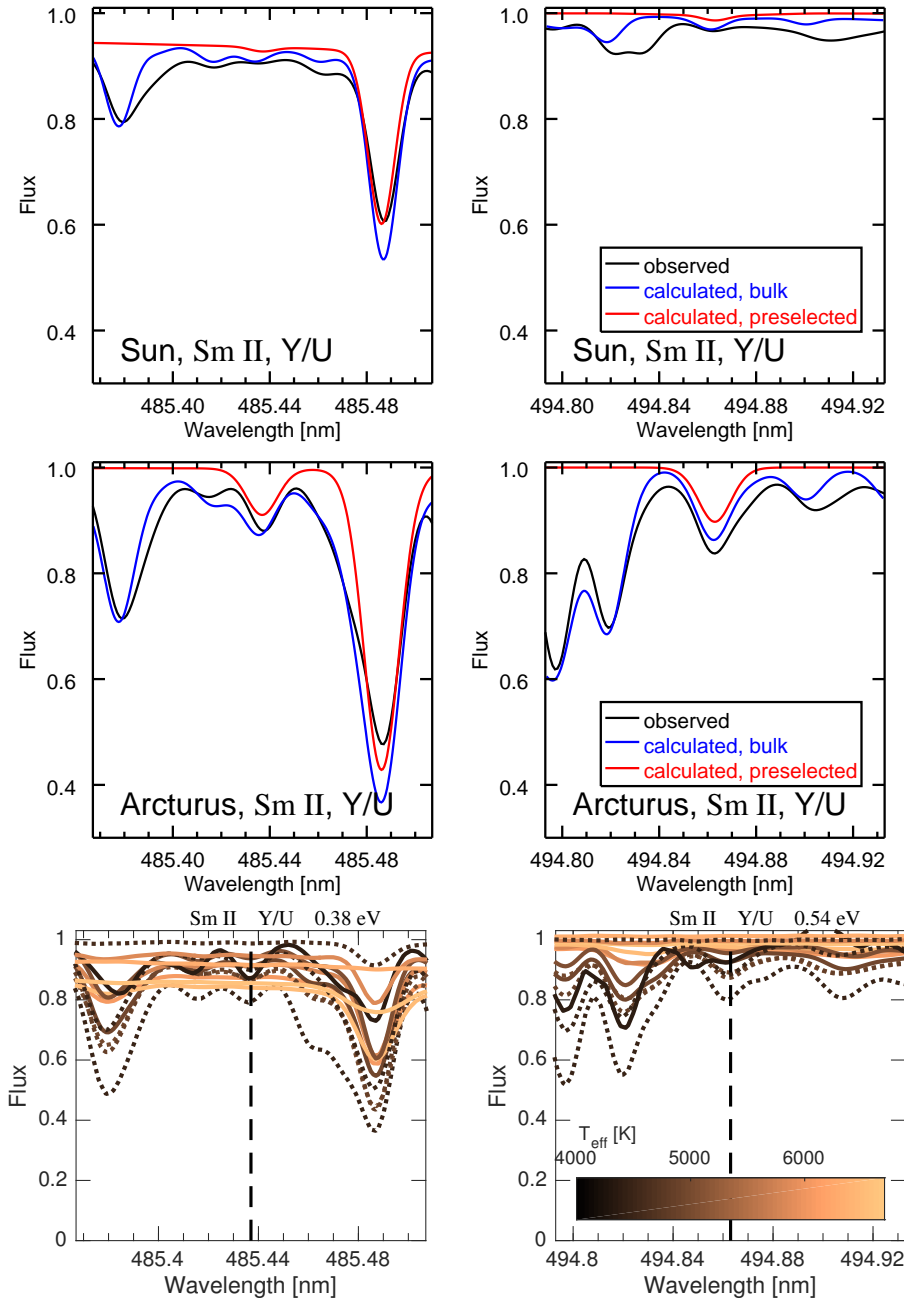 1.0
0.8
0.6
0.4
Flux
Sun, Sm II, Y/U
485.40 485.44 485.48
Wavelength [nm]
1.0
0.8
0.6
0.4
Flux
observed
calculated, bulk
calculated, preselected
Sun, Sm II, Y/U
494.80 494.84 494.88 494.92
Wavelength [nm]
1.0
0.8
0.6
0.4
Flux
Arcturus, Sm II, Y/U
485.40 485.44 485.48
Wavelength [nm]
1.0
0.8
0.6
0.4
Flux
observed
calculated, bulk
calculated, preselected
Arcturus, Sm II, Y/U
494.80 494.84 494.88 494.92
Wavelength [nm]
Sm II Y/U 0.38 eV
1
0.8
0.6
0.4
0.2
0
Flux
485.4 485.44 485.48
Wavelength [nm]
Sm II Y/U 0.54 eV
1
0.8
0.6
0.4
0.2
0
Flux
T_eff [K]
4000 5000 6000
494.8 494.84 494.88 494.92
Wavelength [nm]